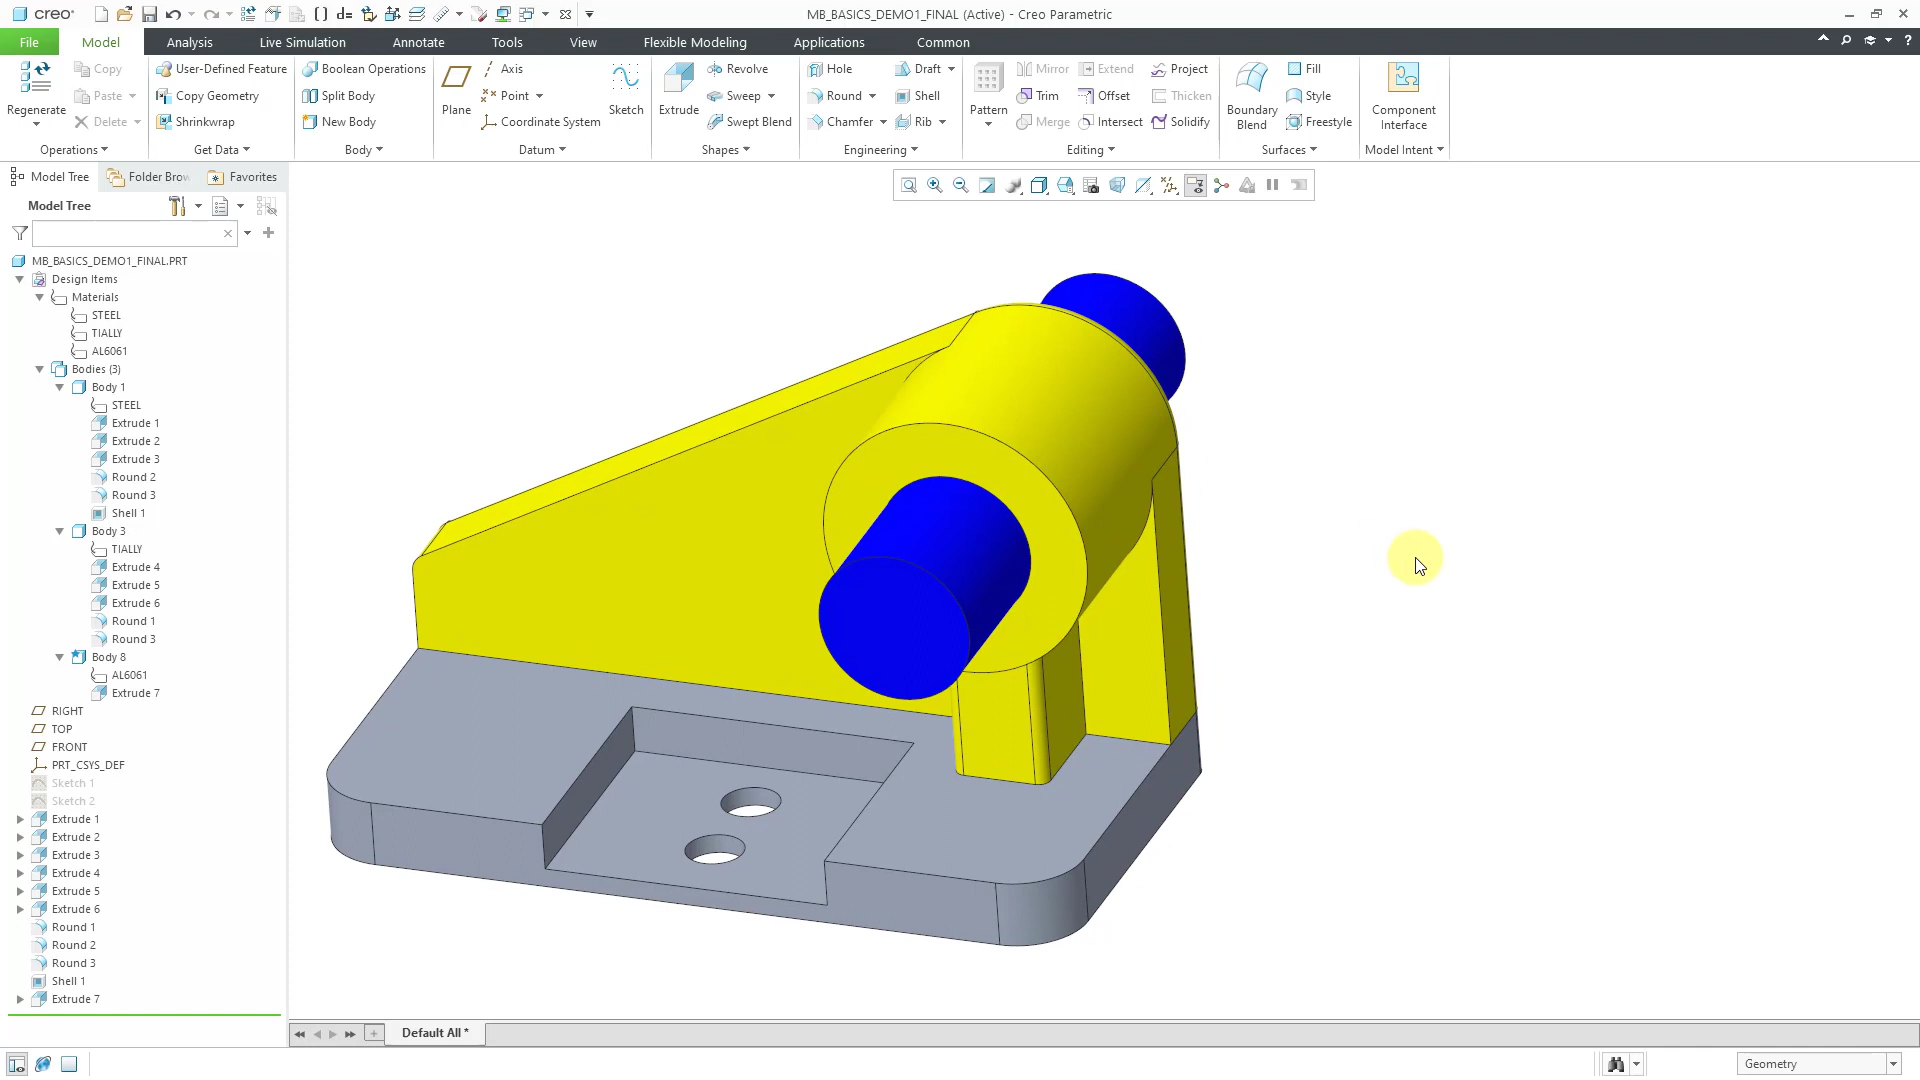 creo
MB_BASICS_DEMO1_FINAL (Active) - Creo Parametric
File Model Analysis Live Simulation Annotate Tools View Flexible Modeling Applications Common
Regenerate
Copy
Paste
Delete
Operations
User-Defined Feature
Copy Geometry
Shrinkwrap
Get Data
Boolean Operations
Split Body
New Body
Body
Plane
Axis
Point
Coordinate System
Sketch
Datum
Extrude
Revolve
Sweep
Swept Blend
Shapes
Hole
Round
Chamfer
Draft
Shell
Rib
Engineering
Pattern
Mirror
Trim
Merge
Extend
Offset
Intersect
Project
Thicken
Solidify
Editing
Boundary
Blend
Fill
Style
Freestyle
Surfaces
Component
Interface
Model Intent
Model Tree Folder Brow Favorites
Model Tree
MB_BASICS_DEMO1_FINAL.PRT
Design Items
Materials
STEEL
TIALLY
AL6061
Bodies (3)
Body 1
STEEL
Extrude 1
Extrude 2
Extrude 3
Round 2
Round 3
Shell 1
Body 3
TIALLY
Extrude 4
Extrude 5
Extrude 6
Round 1
Round 3
Body 8
AL6061
Extrude 7
RIGHT
TOP
FRONT
PRT_CSYS_DEF
Sketch 1
Sketch 2
Extrude 1
Extrude 2
Extrude 3
Extrude 4
Extrude 5
Extrude 6
Round 1
Round 2
Round 3
Shell 1
Extrude 7
Default All *
Geometry